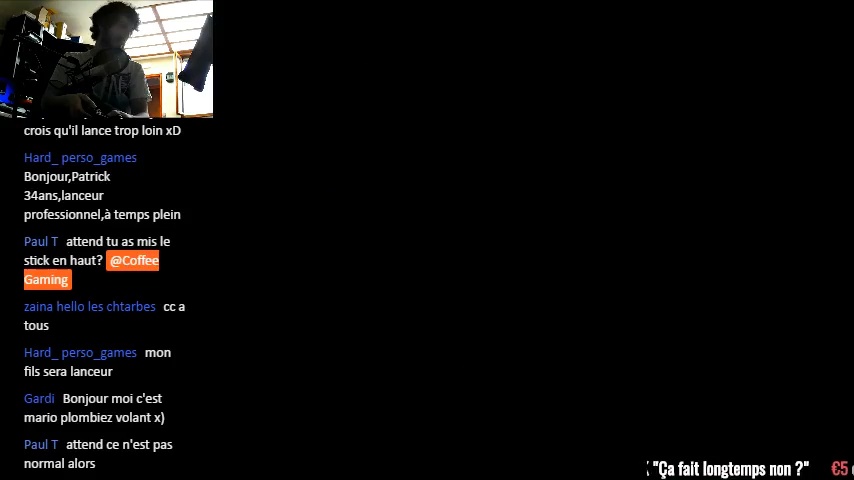 crois qu'il lance trop loin xD
Hard_ perso_games
Bonjour,Patrick
34ans,lanceur
professionnel,à temps plein
Paul T attend tu as mis le
stick en haut? @Coffee
Gaming
zaina hello les chtarbes cc a
tous
Hard_ perso_games mon
fils sera lanceur
Gardi Bonjour moi c'est
mario plombiez volant x)
Paul T attend ce n'est pas
normal alors
"Ça fait longtemps non ?" €5